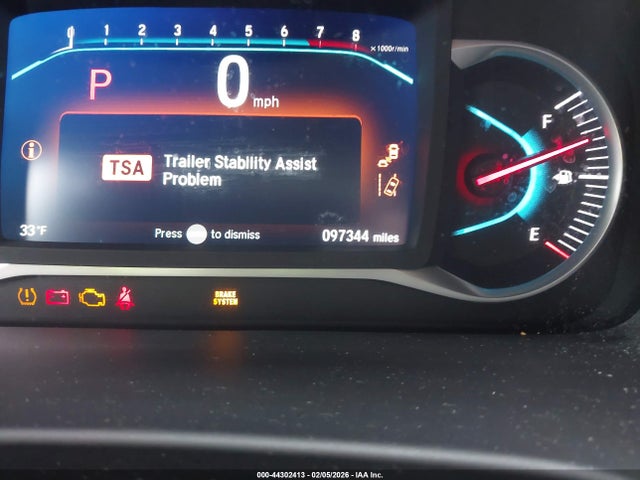 0 1 2 3 4 5 6 7 8 x1000r/min
P 0 mph
F
TSA Trailer Stability Assist
Problem
E
33°F Press to dismiss 097344 miles
BRAKE
SYSTEM
000-44302413 - 02/05/2026 - IAA Inc.